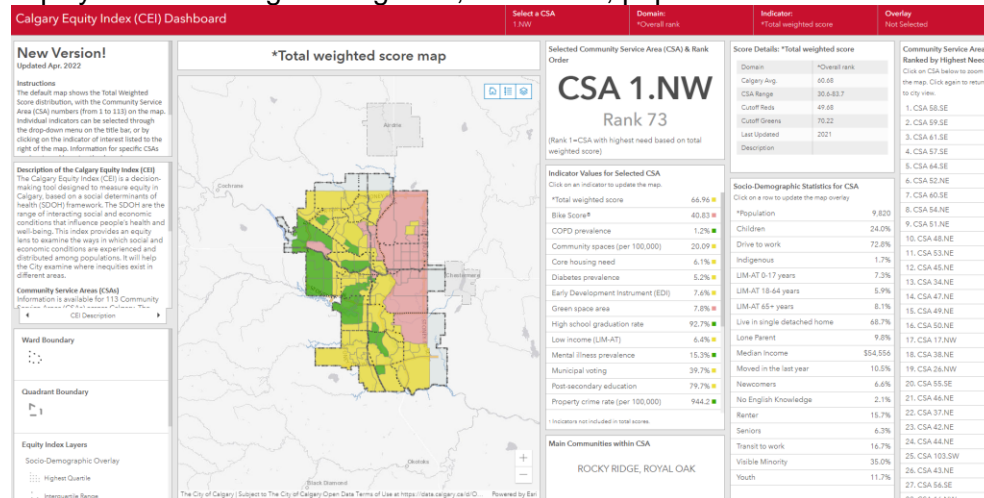 Calgary Equity Index (CEI) Dashboard
Select a CSA
1.NW
Domain:
*Overall rank
Indicator:
*Total weighted score
Overlay
Not Selected
New Version!
Updated Apr. 2022
Instructions
The default map shows the Total Weighted
Score distribution, with the Community Service
Area (CSA) numbers (from 1 to 113) on the map.
Individual indicators can be selected through
the drop-down menu on the title bar, or by
clicking on the indicator of interest listed to the
right of the map. Information for specific CSAs
Description of the Calgary Equity Index (CEI)
The Calgary Equity Index (CEI) is a decision-
making tool designed to measure equity in
Calgary, based on a social determinants of
health (SDOH) framework. The SDOH are the
range of interacting social and economic
conditions that influence people's health and
well-being. This index provides an equity
lens to examine the ways in which social and
economic conditions are experienced and
distributed among populations. It will help
the City examine where inequities exist in
different areas.
Community Service Areas (CSAs)
Information is available for 113 Community
CEI Description
Ward Boundary
Quadrant Boundary
1
Equity Index Layers
Socio-Demographic Overlay
Highest Quantile
Interquantile Range
*Total weighted score map
Airdrie
Cochrane
Chestermere
Okotoks
Black Diamond
+
−
The City of Calgary | Subject to The City of Calgary Open Data Terms of Use at https://data.calgary.ca/d/O...
Powered by Esri
Selected Community Service Area (CSA) & Rank
Order
CSA 1.NW
Rank 73
(Rank 1=CSA with highest need based on total
weighted score)
Indicator Values for Selected CSA
Click on an indicator to update the map.
*Total weighted score 66.96
Bike Score® 40.83
COPD prevalence 1.2%
Community spaces (per 100,000) 20.09
Core housing need 6.1%
Diabetes prevalence 5.2%
Early Development Instrument (EDI) 7.6%
Green space area 7.8%
High school graduation rate 92.7%
Low income (LIM-AT) 6.4%
Mental illness prevalence 15.3%
Municipal voting 39.7%
Post-secondary education 79.7%
Property crime rate (per 100,000) 944.2
¹ Indicators not included in total scores.
Main Communities within CSA
ROCKY RIDGE, ROYAL OAK
Score Details: *Total weighted score
Domain *Overall rank
Calgary Avg. 60.68
CSA Range 30.6-83.7
Cutoff Reds 49.68
Cutoff Greens 70.22
Last Updated 2021
Description
Socio-Demographic Statistics for CSA
Click on a row to update the map overlay
*Population 9,820
Children 24.0%
Drive to work 72.8%
Indigenous 1.7%
LIM-AT 0-17 years 7.3%
LIM-AT 18-64 years 5.9%
LIM-AT 65+ years 8.1%
Live in single detached home 68.7%
Lone Parent 9.8%
Median Income $54,556
Moved in the last year 10.5%
Newcomers 6.6%
No English Knowledge 2.1%
Renter 15.7%
Seniors 6.3%
Transit to work 16.7%
Visible Minority 35.0%
Youth 11.7%
Community Service Area
Ranked by Highest Need
Click on CSA below to zoom
the map. Click again to return
to city view.
1. CSA 58.SE
2. CSA 59.SE
3. CSA 61.SE
4. CSA 57.SE
5. CSA 64.SE
6. CSA 52.NE
7. CSA 60.SE
8. CSA 54.NE
9. CSA 51.NE
10. CSA 48.NE
11. CSA 53.NE
12. CSA 45.NE
13. CSA 34.NE
14. CSA 47.NE
15. CSA 49.NE
16. CSA 50.NE
17. CSA 17.NW
18. CSA 38.NE
19. CSA 26.NW
20. CSA 55.SE
21. CSA 46.NE
22. CSA 37.NE
23. CSA 42.NE
24. CSA 44.NE
25. CSA 103.SW
26. CSA 43.NE
27. CSA 56.SE